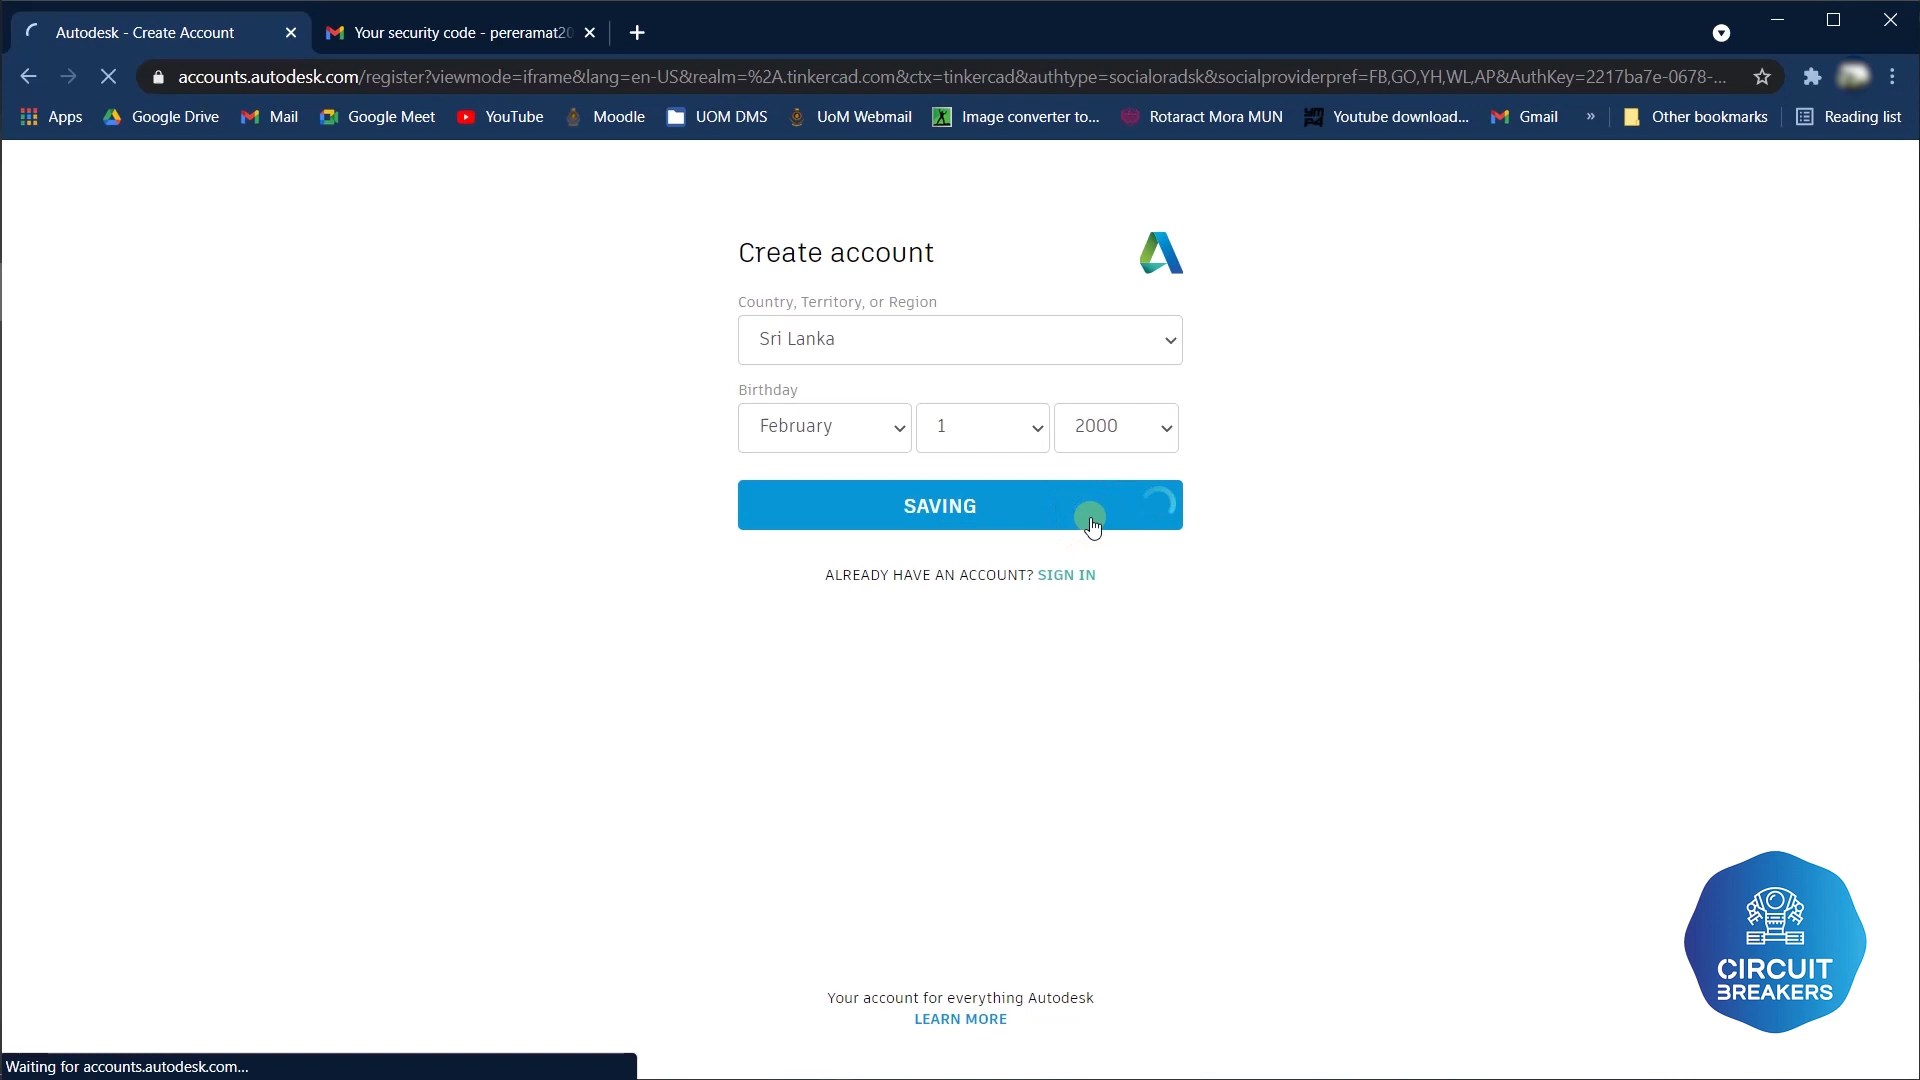 Autodesk - Create Account
Your security code - pereramat20
accounts.autodesk.com/register?viewmode=iframe&lang=en-US&realm=%2A.tinkercad.com&ctx=tinkercad&authtype=socialoradsk&socialproviderpref=FB,GO,YH,WL,AP&AuthKey=2217ba7e-0678-...
Apps Google Drive Mail Google Meet YouTube Moodle UOM DMS UoM Webmail Image converter to... Rotaract Mora MUN Youtube download... Gmail » Other bookmarks Reading list
Create account
Country, Territory, or Region
Sri Lanka
Birthday
February 1 2000
SAVING
ALREADY HAVE AN ACCOUNT? SIGN IN
CIRCUIT
BREAKERS
Your account for everything Autodesk
LEARN MORE
Waiting for accounts.autodesk.com...